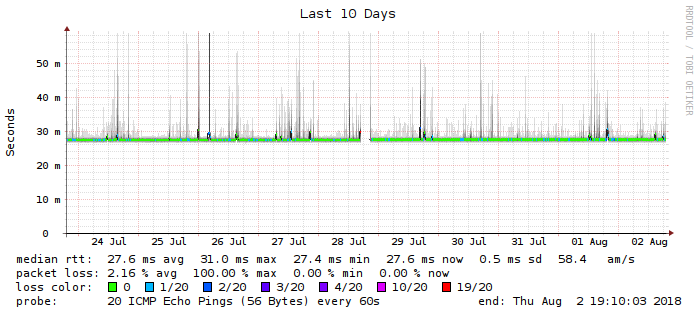 Last 10 Days
RRDTOOL / TOBI OETIKER
Seconds
50 m
40 m
30 m
20 m
10 m
0
24 Jul 25 Jul 26 Jul 27 Jul 28 Jul 29 Jul 30 Jul 31 Jul 01 Aug 02 Aug
median rtt: 27.6 ms avg 31.0 ms max 27.4 ms min 27.6 ms now 0.5 ms sd 58.4 am/s
packet loss: 2.16 % avg 100.00 % max 0.00 % min 0.00 % now
loss color: 0 1/20 2/20 3/20 4/20 10/20 19/20
probe: 20 ICMP Echo Pings (56 Bytes) every 60s end: Thu Aug 2 19:10:03 2018